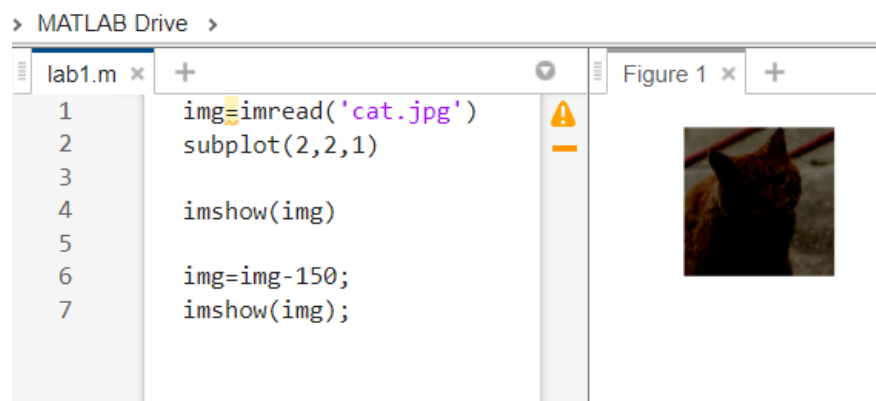 > MATLAB Drive >
lab1.m × +
Figure 1 × +
1 img=imread('cat.jpg')
2 subplot(2,2,1)
3
4 imshow(img)
5
6 img=img-150;
7 imshow(img);